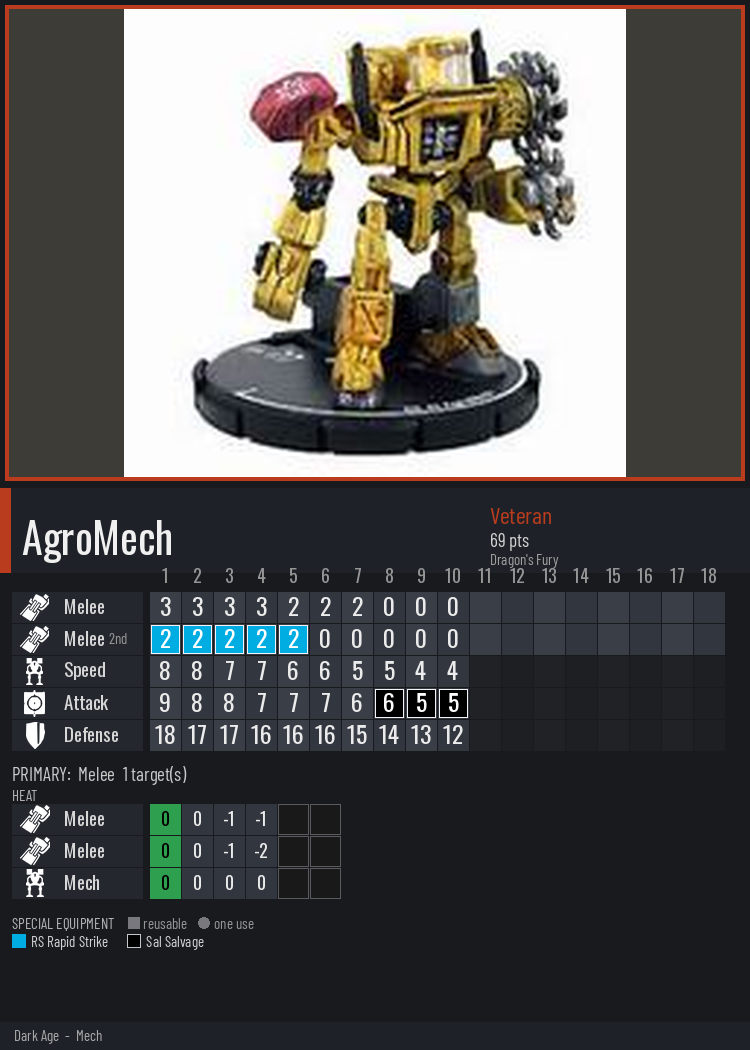 AgroMech
Veteran
69 pts
Dragon's Fury
1 2 3 4 5 6 7 8 9 10 11 12 13 14 15 16 17 18
Melee 3 3 3 3 2 2 2 0 0 0
Melee 2nd 2 2 2 2 2 0 0 0 0 0
Speed 8 8 7 7 6 6 5 5 4 4
Attack 9 8 8 7 7 7 6 6 5 5
Defense 18 17 17 16 16 16 15 14 13 12
PRIMARY: Melee 1 target(s)
HEAT
Melee 0 0 -1 -1
Melee 0 0 -1 -2
Mech 0 0 0 0
SPECIAL EQUIPMENT reusable one use
RS Rapid Strike Sal Salvage
Dark Age - Mech